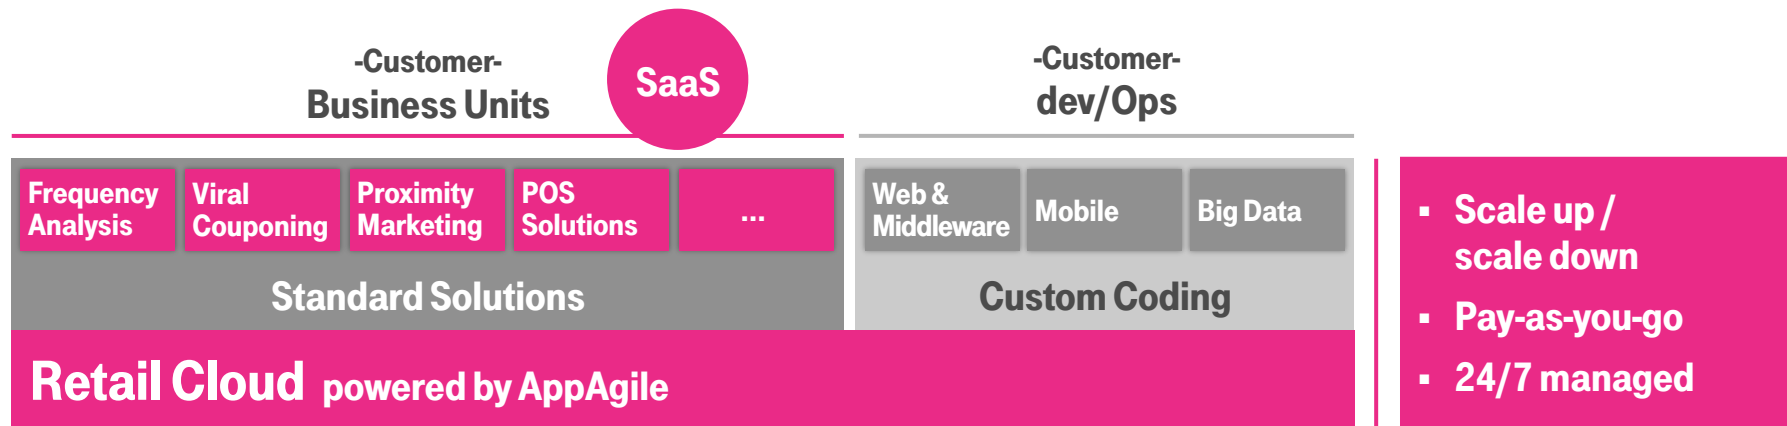 -Customer-
Business Units
SaaS
-Customer-
dev/Ops
Frequency
Analysis
Viral
Couponing
Proximity
Marketing
POS
Solutions
...
Web &
Middleware
Mobile
Big Data
Standard Solutions
Custom Coding
Retail Cloud powered by AppAgile
▪ Scale up /
scale down
▪ Pay-as-you-go
▪ 24/7 managed